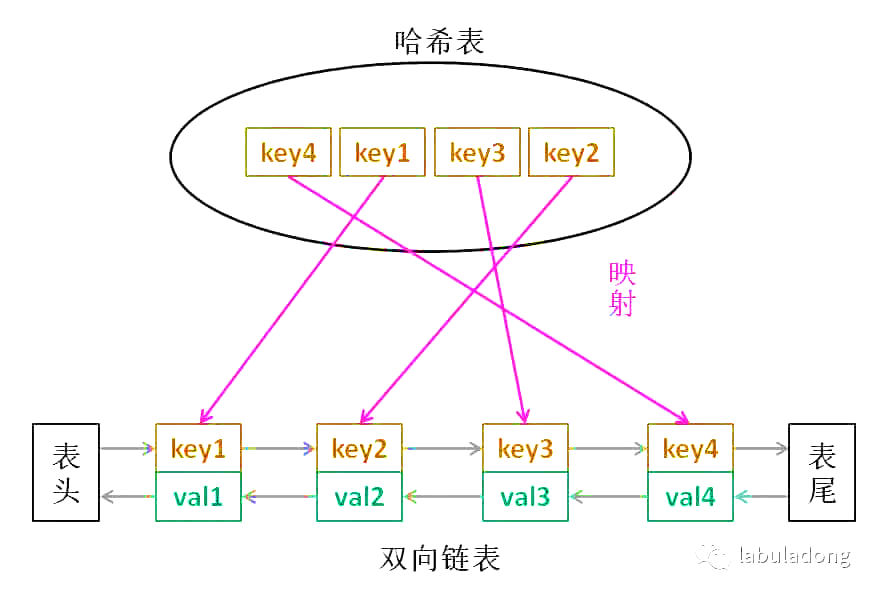 哈希表
key4 key1 key3 key2
映
射
表
头
key1 key2 key3 key4
val1 val2 val3 val4
表
尾
双向链表
labuladong